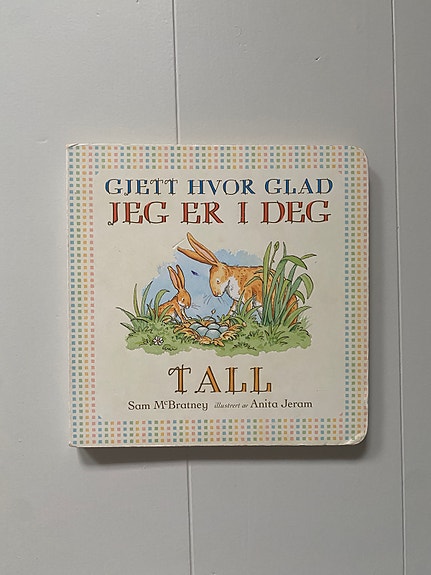 GJETT HVOR GLAD
JEG ER I DEG
TALL
Sam McBratney illustrert av Anita Jeram